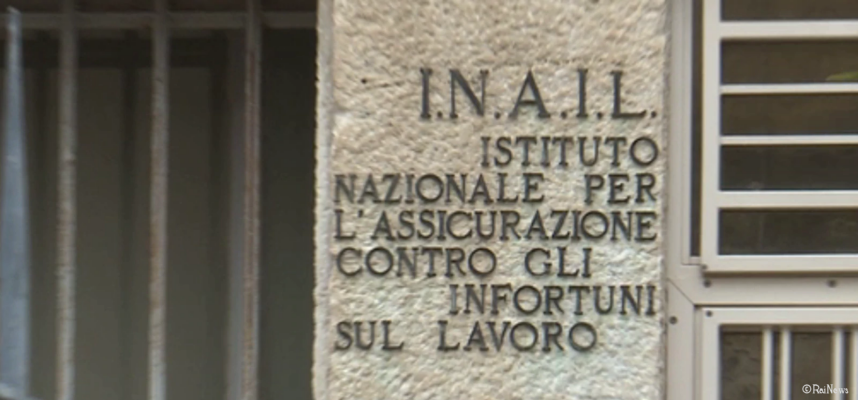 I.N.A.I.L.
ISTITUTO
NAZIONALE PER
L'ASSICURAZIONE
CONTRO GLI
INFORTUNI
SUL LAVORO
©RaiNews